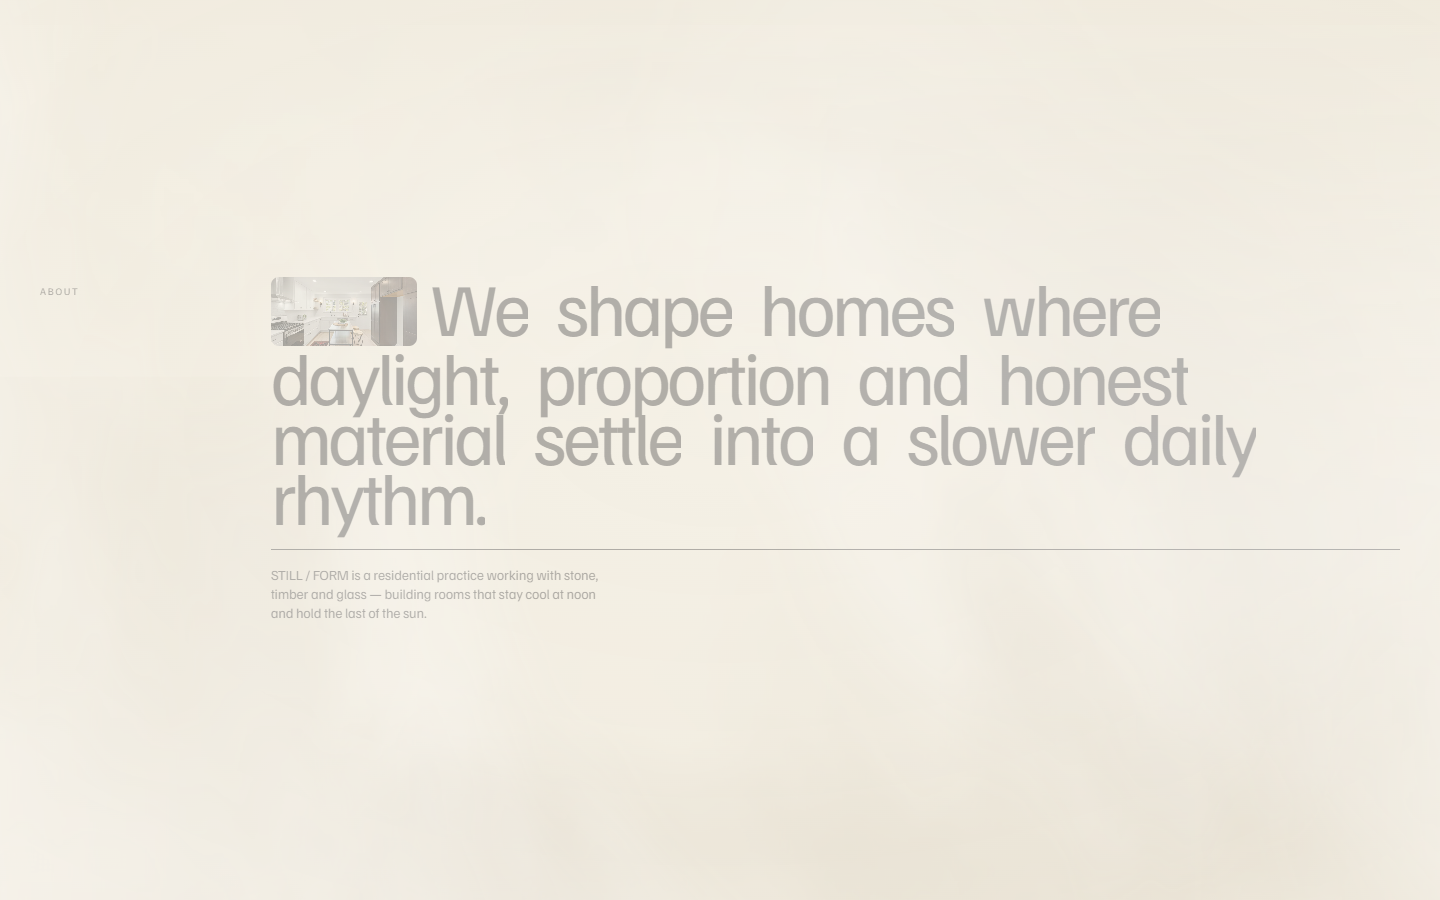 ABOUT
We shape homes where
daylight, proportion and honest
material settle into a slower daily
rhythm.
STILL / FORM is a residential practice working with stone,
timber and glass — building rooms that stay cool at noon
and hold the last of the sun.